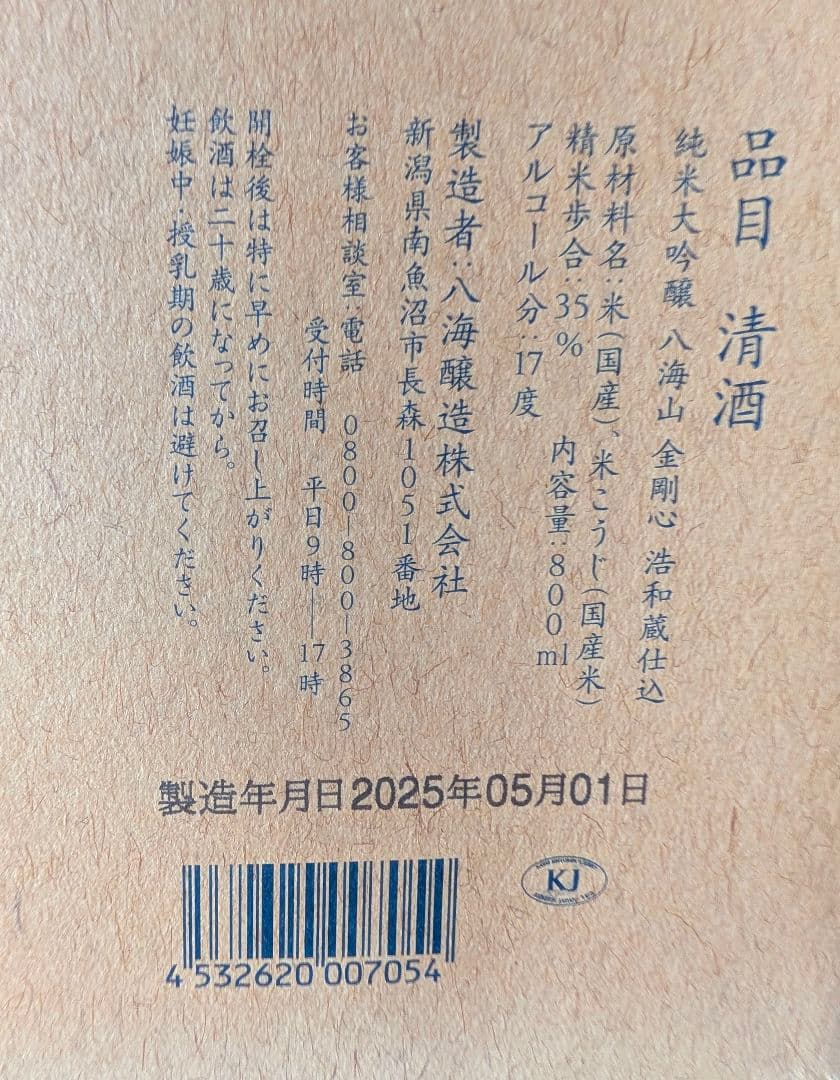 品目 清酒
純米大吟醸 八海山 金剛心 浩和蔵仕込
原材料名:米(国産)、米こうじ(国産米)
精米歩合:35% 内容量:800ml
アルコール分:17度
製造者:八海醸造株式会社
新潟県南魚沼市長森1051番地
お客様相談室:電話 0800-800-3865
受付時間 平日9時―17時
開栓後は特に早めにお召し上がりください。
飲酒は二十歳になってから。
妊娠中・授乳期の飲酒は避けてください。
製造年月日2025年05月01日
4 532620 007054
KJ